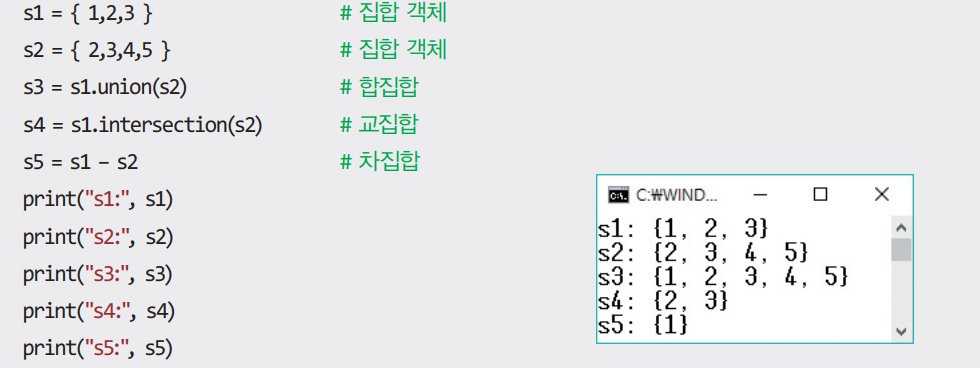 s1 = { 1,2,3 } # 집합 객체
s2 = { 2,3,4,5 } # 집합 객체
s3 = s1.union(s2) # 합집합
s4 = s1.intersection(s2) # 교집합
s5 = s1 – s2 # 차집합
print("s1:", s1)
print("s2:", s2)
print("s3:", s3)
print("s4:", s4)
print("s5:", s5)
C:\. C:₩WIND...
s1: {1, 2, 3}
s2: {2, 3, 4, 5}
s3: {1, 2, 3, 4, 5}
s4: {2, 3}
s5: {1}